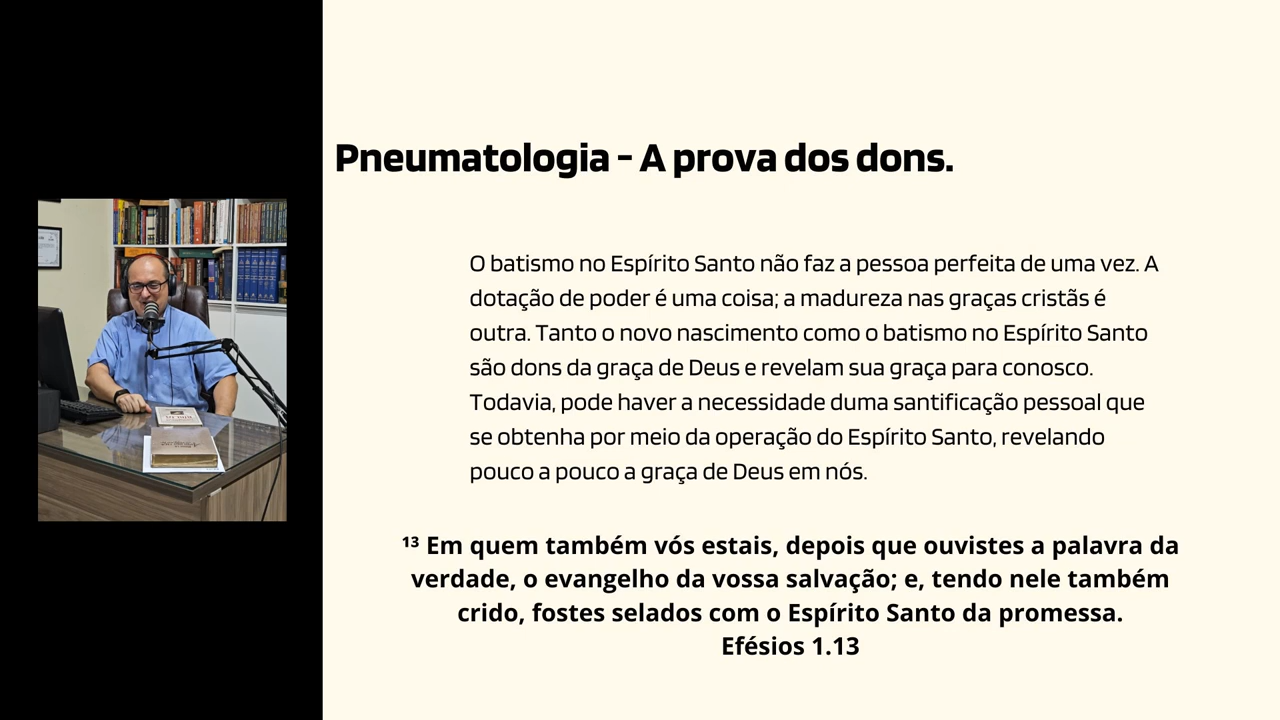 Pneumatologia - A prova dos dons.
O batismo no Espírito Santo não faz a pessoa perfeita de uma vez. A
dotação de poder é uma coisa; a madureza nas graças cristãs é
outra. Tanto o novo nascimento como o batismo no Espírito Santo
são dons da graça de Deus e revelam sua graça para conosco.
Todavia, pode haver a necessidade duma santificação pessoal que
se obtenha por meio da operação do Espírito Santo, revelando
pouco a pouco a graça de Deus em nós.
¹³ Em quem também vós estais, depois que ouvistes a palavra da
verdade, o evangelho da vossa salvação; e, tendo nele também
crido, fostes selados com o Espírito Santo da promessa.
Efésios 1.13